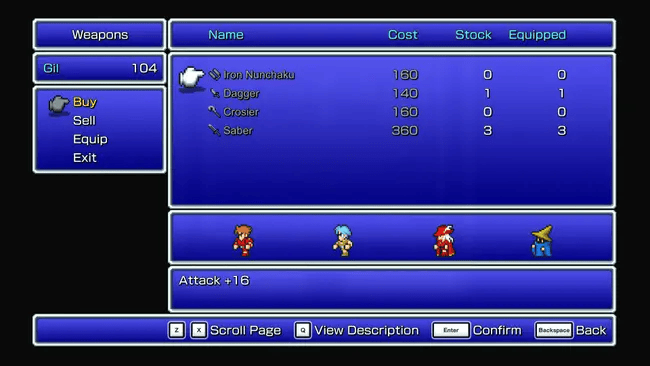 Weapons
Name Cost Stock Equipped
Gil 104
Iron Nunchaku 160 0 0
Dagger 140 1 1
Crosier 160 0 0
Saber 360 3 3
Buy
Sell
Equip
Exit
Attack +16
Z X Scroll Page Q View Description Enter Confirm Backspace Back